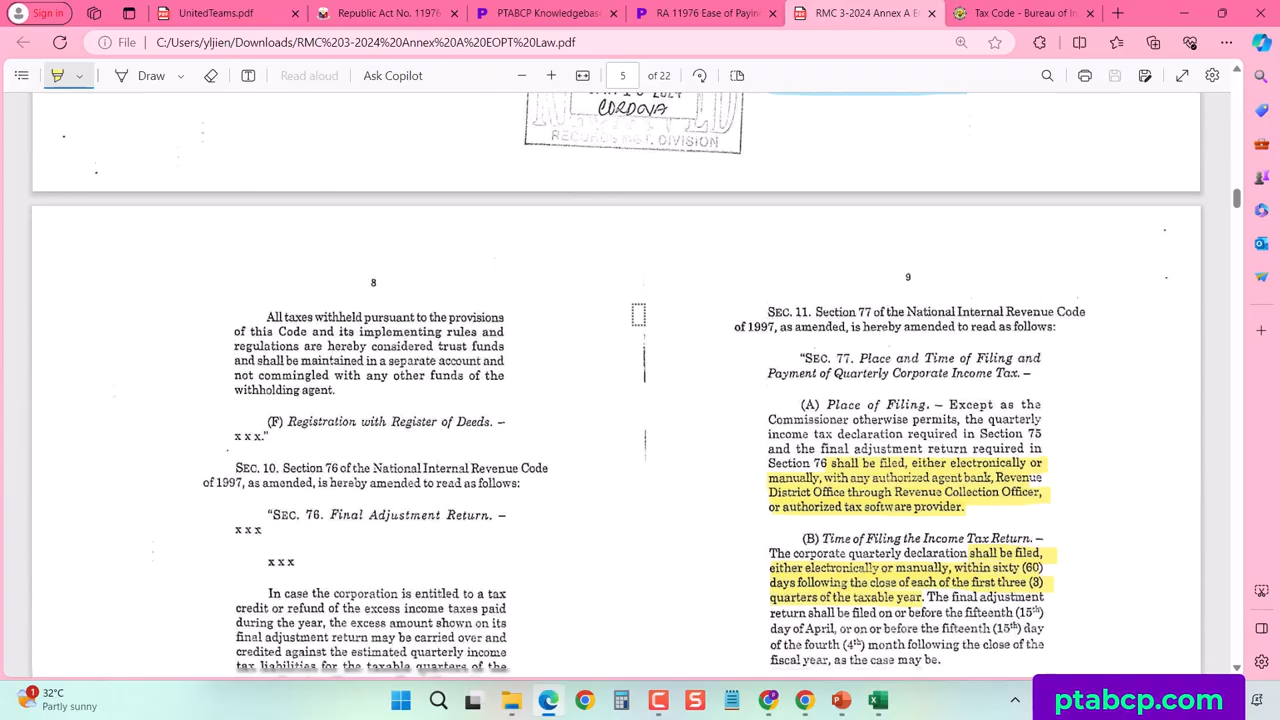 Sign in
UnitedTeams.pdf
Republic Act No. 11976
PTABCP Knowledgebas
RA 11976 Ease of Paying
RMC 3-2024 Annex A E
Tax Code - Bureau of In
File
C:/Users/yljien/Downloads/RMC%203-2024%20Annex%20A%20EOPT%20Law.pdf
Draw
Read aloud
Ask Copilot
5
of 22
CORDOVA
RECORDS MGT. DIVISION
8
All taxes withheld pursuant to the provisions
of this Code and its implementing rules and
regulations are hereby considered trust funds
and shall be maintained in a separate account and
not commingled with any other funds of the
withholding agent.
(F) Registration with Register of Deeds. –
x x x."
SEC. 10. Section 76 of the National Internal Revenue Code
of 1997, as amended, is hereby amended to read as follows:
"SEC. 76. Final Adjustment Return. –
x x x
x x x
In case the corporation is entitled to a tax
credit or refund of the excess income taxes paid
during the year, the excess amount shown on its
final adjustment return may be carried over and
credited against the estimated quarterly income
tax liabilities for the taxable quarters of the
9
SEC. 11. Section 77 of the National Internal Revenue Code
of 1997, as amended, is hereby amended to read as follows:
"SEC. 77. Place and Time of Filing and
Payment of Quarterly Corporate Income Tax. –
(A) Place of Filing. – Except as the
Commissioner otherwise permits, the quarterly
income tax declaration required in Section 75
and the final adjustment return required in
Section 76 shall be filed, either electronically or
manually, with any authorized agent bank, Revenue
District Office through Revenue Collection Officer,
or authorized tax software provider.
(B) Time of Filing the Income Tax Return. –
The corporate quarterly declaration shall be filed,
either electronically or manually, within sixty (60)
days following the close of each of the first three (3)
quarters of the taxable year. The final adjustment
return shall be filed on or before the fifteenth (15th)
day of April, or on or before the fifteenth (15th) day
of the fourth (4th) month following the close of the
fiscal year, as the case may be.
1
32°C
Partly sunny
ptabcp.com